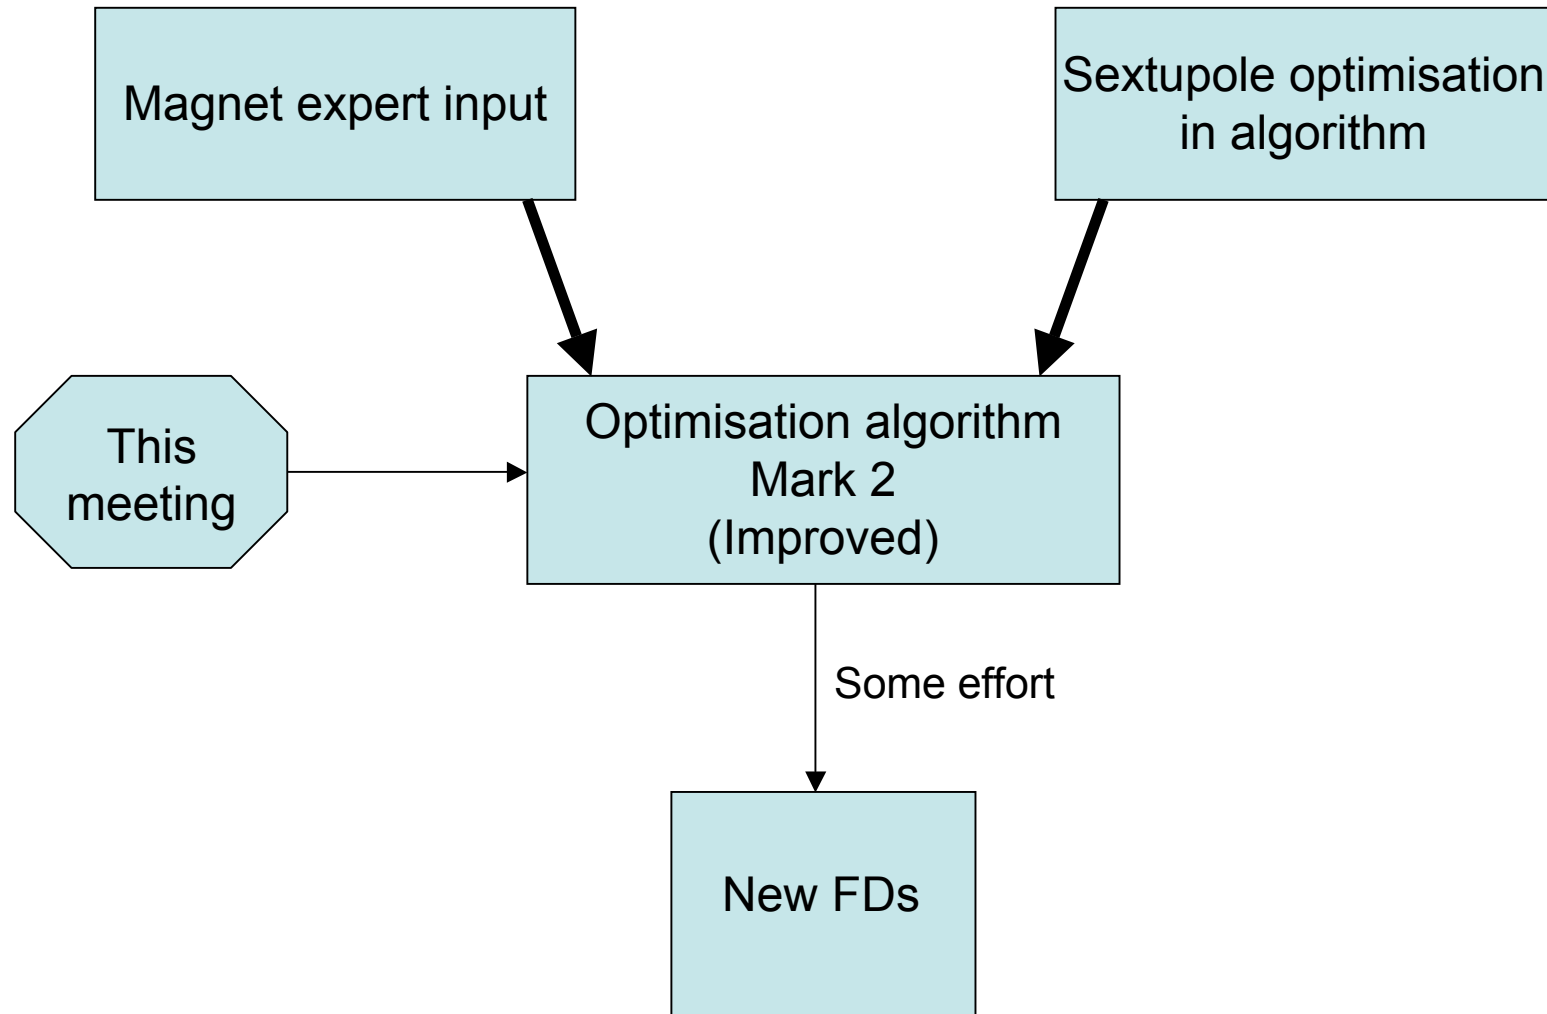 Magnet expert input
Sextupole optimisation
in algorithm
This
meeting
Optimisation algorithm
Mark 2
(Improved)
Some effort
New FDs